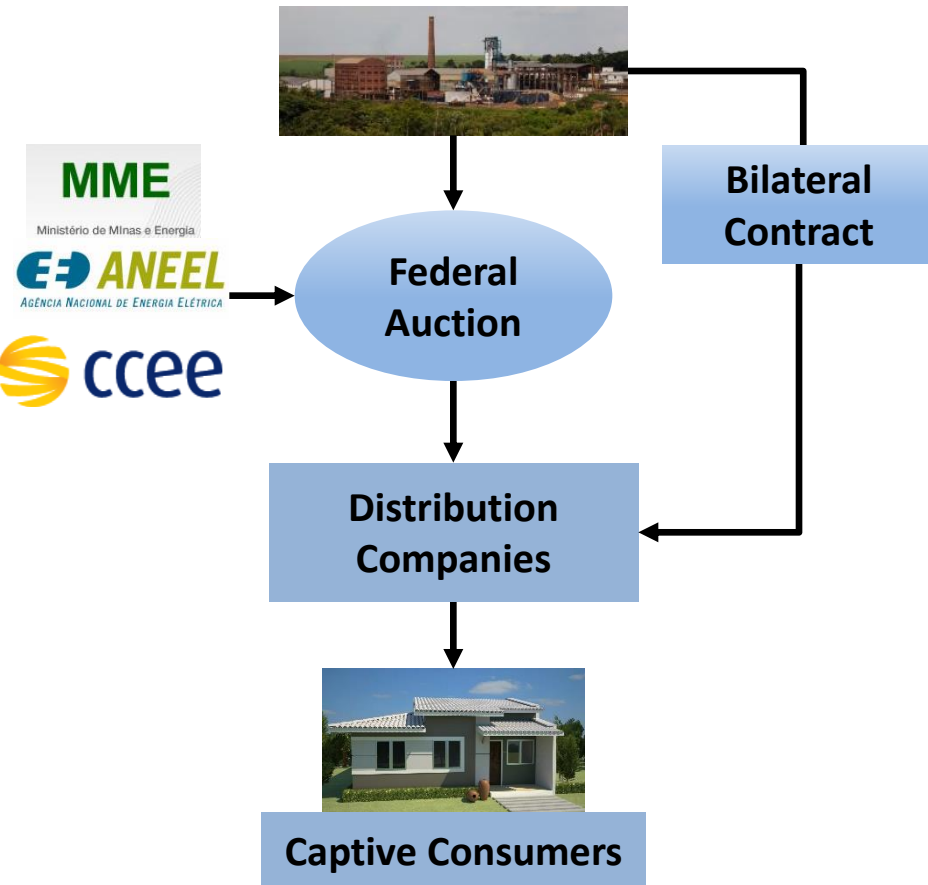 Bilateral
Contract
MME
Ministério de Minas e Energia
ANEEL
AGÊNCIA NACIONAL DE ENERGIA ELÉTRICA
Federal
Auction
ccee
Distribution
Companies
Captive Consumers